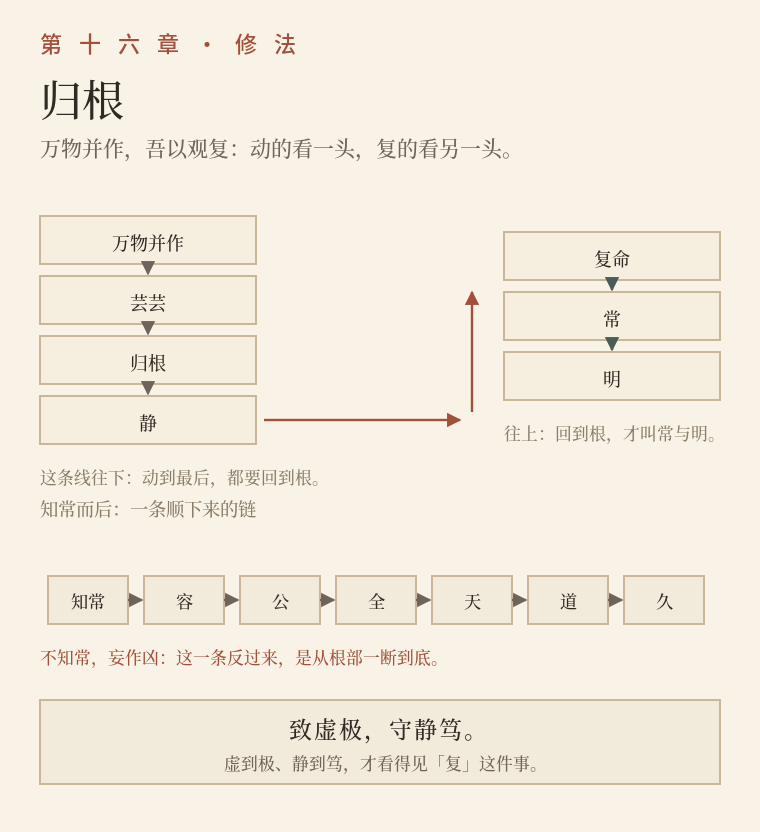 第十六章·修法
归根
万物并作，吾以观复：动的看一头，复的看另一头。
万物并作
芸芸
归根
静
复命
常
明
往上：回到根，才叫常与明。
这条线往下：动到最后，都要回到根。
知常而后：一条顺下来的链
知常
容
公
全
天
道
久
不知常，妄作凶：这一条反过来，是从根部一断到底。
致虚极，守静笃。
虚到极、静到笃，才看得见「复」这件事。